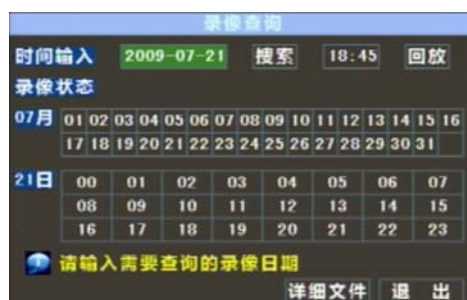 录像查询
时间输入 2009-07-21 搜索 18:45 回放
录像状态
07月 01 02 03 04 05 06 07 08 09 10 11 12 13 14 15 16
17 18 19 20 21 22 23 24 25 26 27 28 29 30 31
21日 00 01 02 03 04 05 06 07
08 09 10 11 12 13 14 15
16 17 18 19 20 21 22 23
请输入需要查询的录像日期
详细文件 退 出